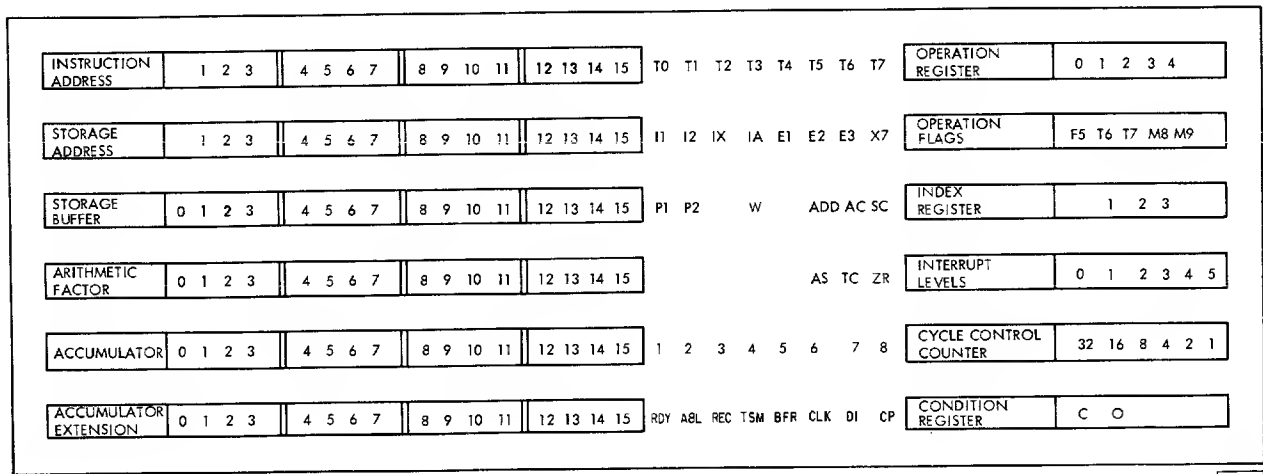 INSTRUCTION ADDRESS 1 2 3 4 5 6 7 8 9 10 11 12 13 14 15 T0 T1 T2 T3 T4 T5 T6 T7 OPERATION REGISTER 0 1 2 3 4
STORAGE ADDRESS 1 2 3 4 5 6 7 8 9 10 11 12 13 14 15 I1 I2 IX IA E1 E2 E3 X7 OPERATION FLAGS F5 T6 T7 M8 M9
STORAGE BUFFER 0 1 2 3 4 5 6 7 8 9 10 11 12 13 14 15 P1 P2 W ADD AC SC INDEX REGISTER 1 2 3
ARITHMETIC FACTOR 0 1 2 3 4 5 6 7 8 9 10 11 12 13 14 15 AS TC ZR INTERRUPT LEVELS 0 1 2 3 4 5
ACCUMULATOR 0 1 2 3 4 5 6 7 8 9 10 11 12 13 14 15 1 2 3 4 5 6 7 8 CYCLE CONTROL COUNTER 32 16 8 4 2 1
ACCUMULATOR EXTENSION 0 1 2 3 4 5 6 7 8 9 10 11 12 13 14 15 RDY ABL REC TSM BFR CLK DI CP CONDITION REGISTER C O